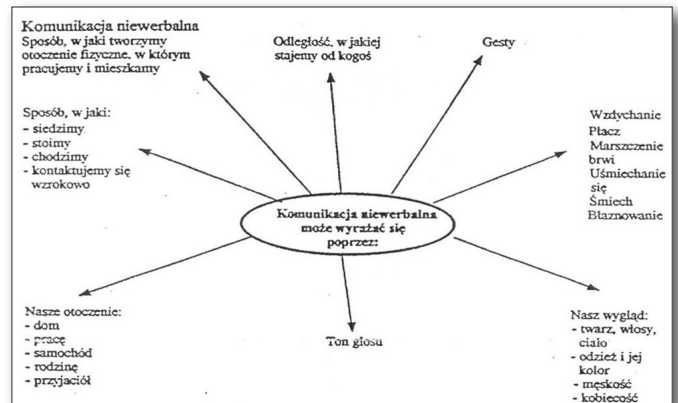 Komunikacja niewerbalna
Sposób, w jaki tworzymy
otoczenie fizyczne, w którym
pracujemy i mieszkamy
Odległość, w jakiej
stajemy od kogoś
Gesty
Sposób, w jaki:
- siedzimy
- stoimy
- chodzimy
- kontaktujemy się
wzrokowo
Wzdychanie
Płacz
Marszczenie
brwi
Uśmiechanie
się
Śmiech
Błaznowanie
Komunikacja niewerbalna
może wyrażać się
poprzez:
Nasze otoczenie:
- dom
- pracę
- samochód
- rodzinę
- przyjaciół
Ton głosu
Nasz wygląd:
- twarz, włosy,
ciało
- odzież i jej
kolor
- męskość
- kobiecość